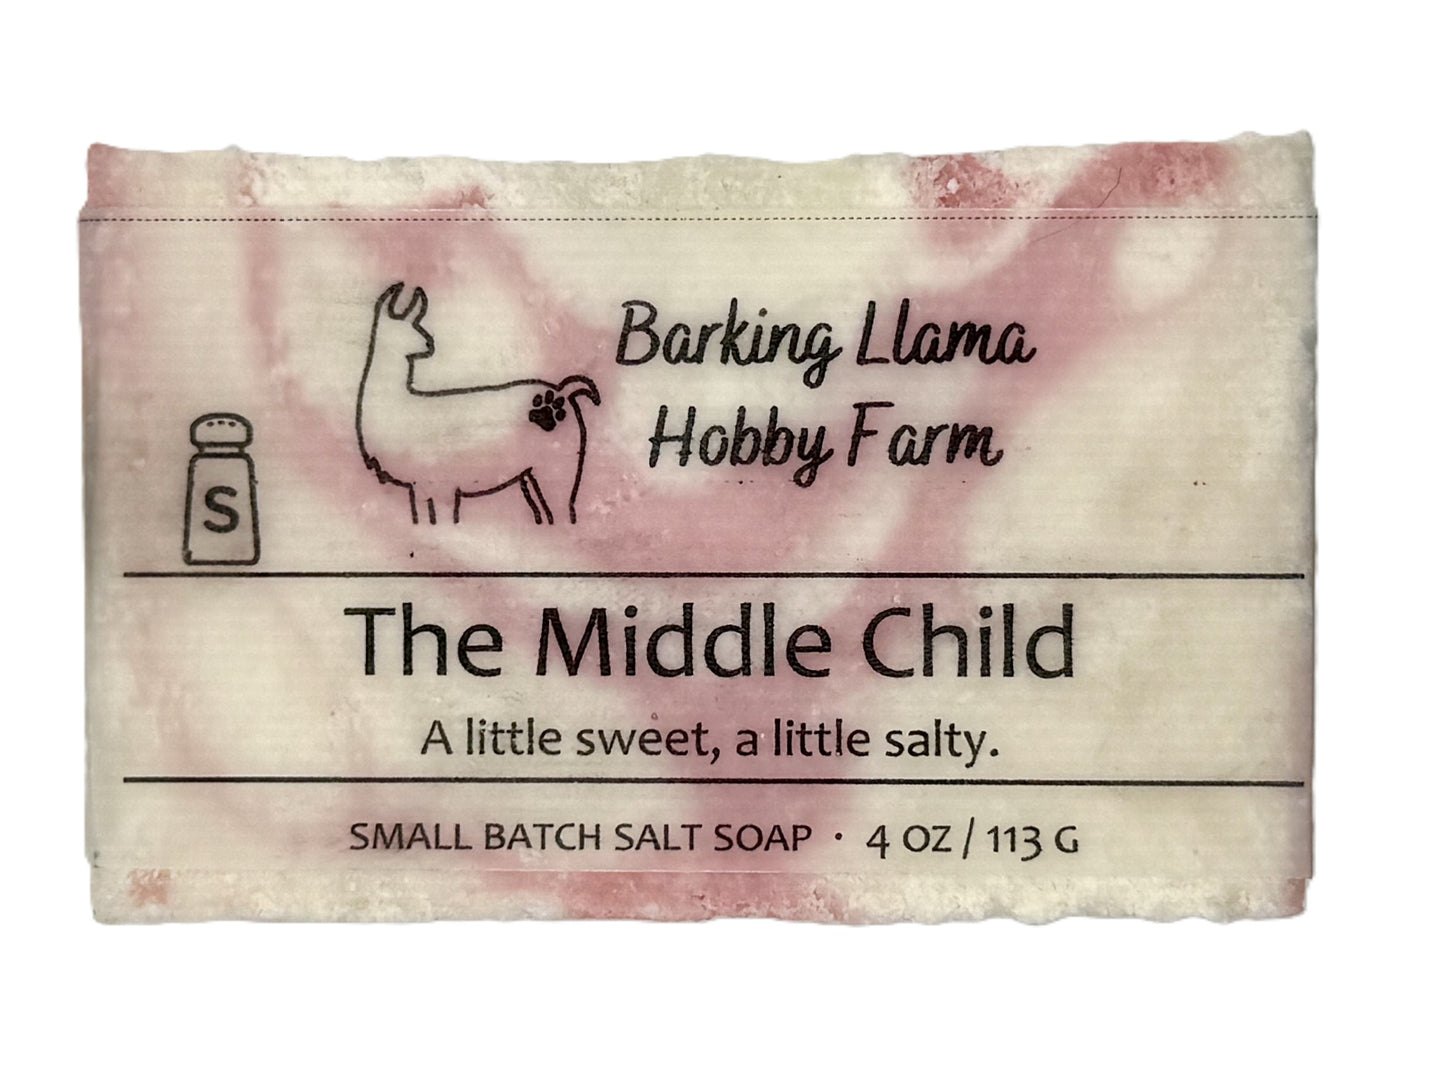 Barking Llama
Hobby Farm
S
The Middle Child
A little sweet, a little salty.
SMALL BATCH SALT SOAP · 4 OZ / 113 G